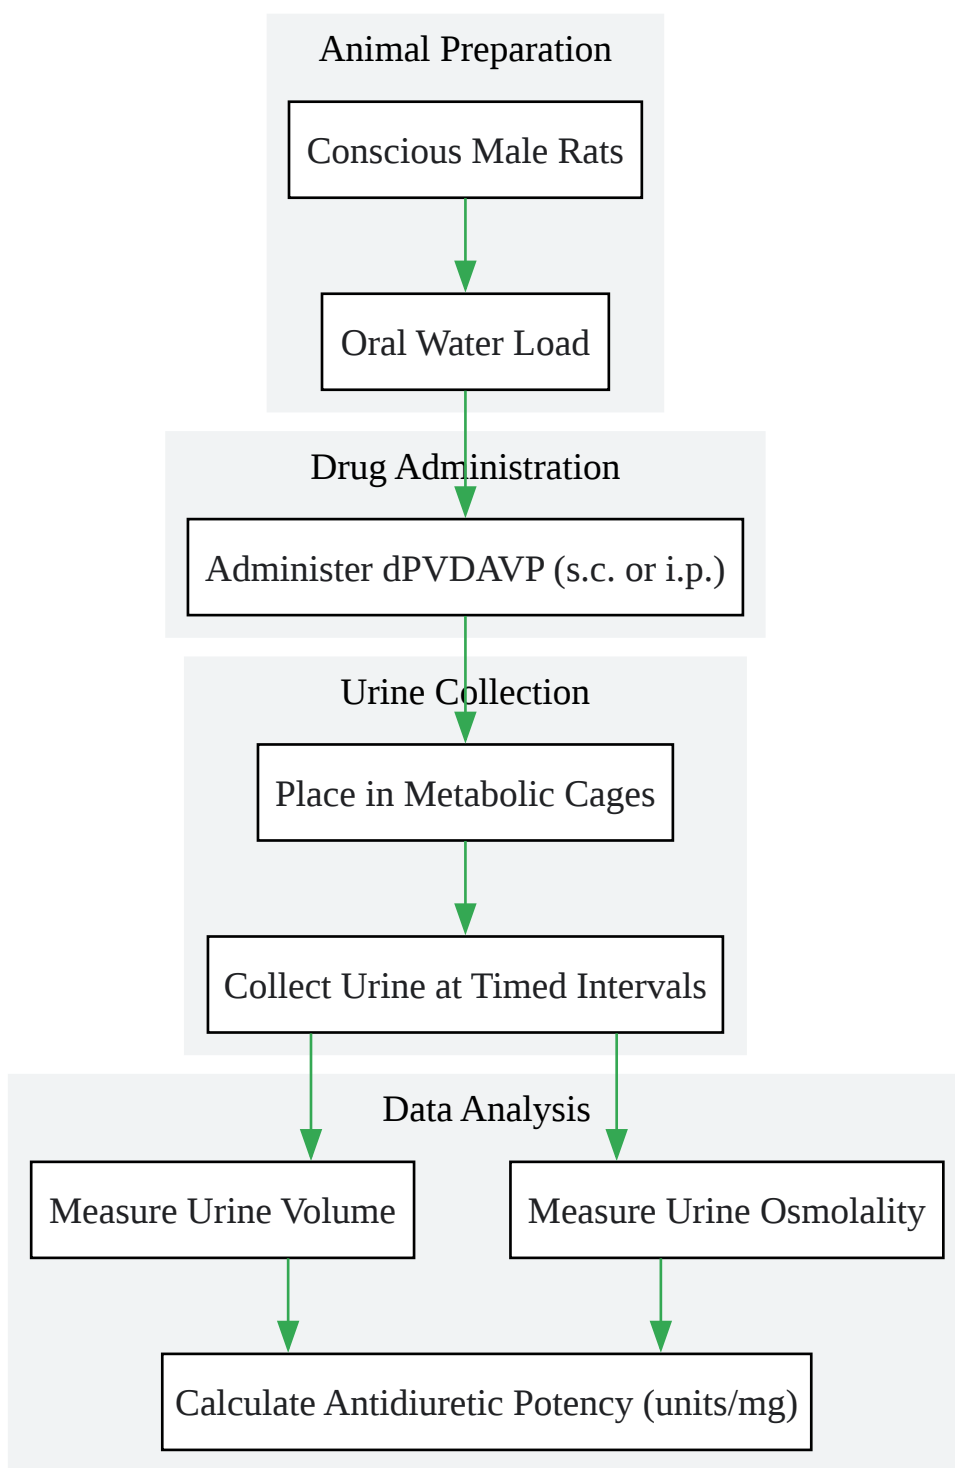 Animal Preparation
Conscious Male Rats
Oral Water Load
Drug Administration
Administer dPVDAVP (s.c. or i.p.)
Urine Collection
Place in Metabolic Cages
Collect Urine at Timed Intervals
Data Analysis
Measure Urine Volume
Measure Urine Osmolality
Calculate Antidiuretic Potency (units/mg)